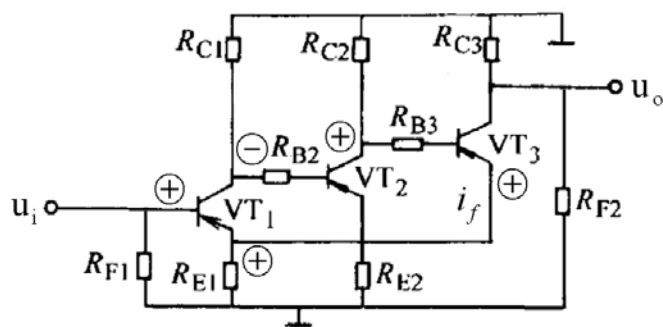 R_C1 R_C2 R_C3
u_o
R_B3
⊖ R_B2 ⊕ VT_3
⊕ VT_2 ⊕
u_i VT_1 i_f R_F2
R_F1 R_E1 ⊕ R_E2